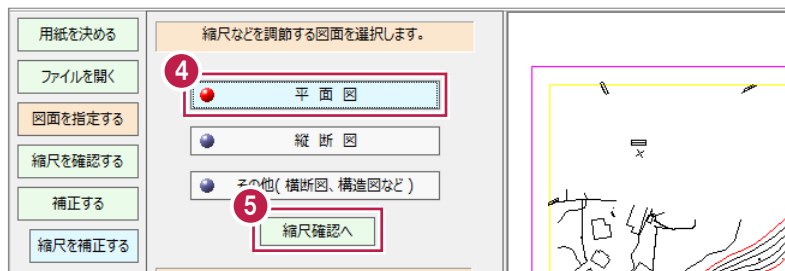 用紙を決める
ファイルを開く
図面を指定する
縮尺を確認する
補正する
縮尺を補正する
縮尺などを調節する図面を選択します。
4
平 面 図
縦 断 図
その他( 横断図、構造図など )
5
縮尺確認へ